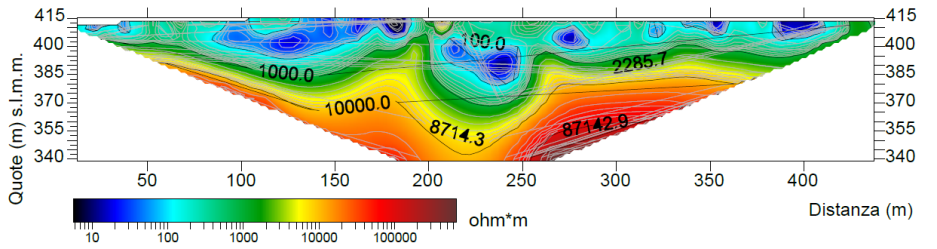 415 415
400 400
385 385
370 370
355 355
340 340
Quote (m) s.l.m.m.
100.0
1000.0
2285.7
10000.0
8714.3
87142.9
50 100 150 200 250 300 350 400
Distanza (m)
10 100 1000 10000 100000
ohm*m